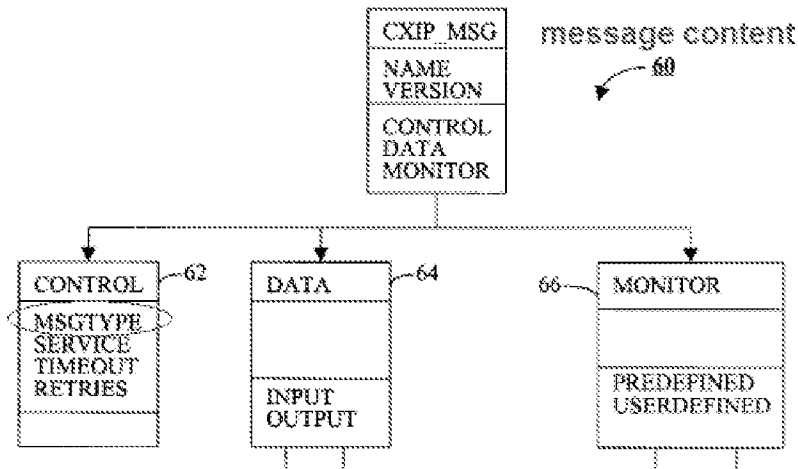 CXIP_MSG
message content
60
NAME
VERSION
CONTROL
DATA
MONITOR
CONTROL
62
MSGTYPE
SERVICE
TIMEOUT
RETRIES
DATA
64
INPUT
OUTPUT
66
MONITOR
PREDEFINED
USERDEFINED